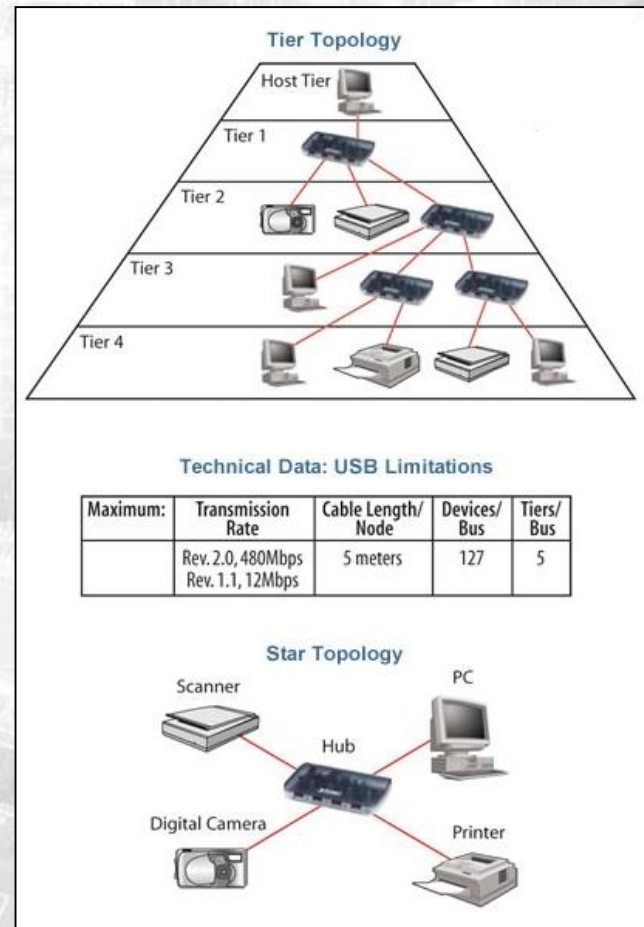 Tier Topology
Host Tier
Tier 1
Tier 2
Tier 3
Tier 4
Technical Data: USB Limitations
Maximum: Transmission Rate Cable Length/ Node Devices/ Bus Tiers/ Bus
Rev. 2.0, 480Mbps 5 meters 127 5
Rev. 1.1, 12Mbps
Star Topology
Scanner
PC
Hub
Digital Camera
Printer